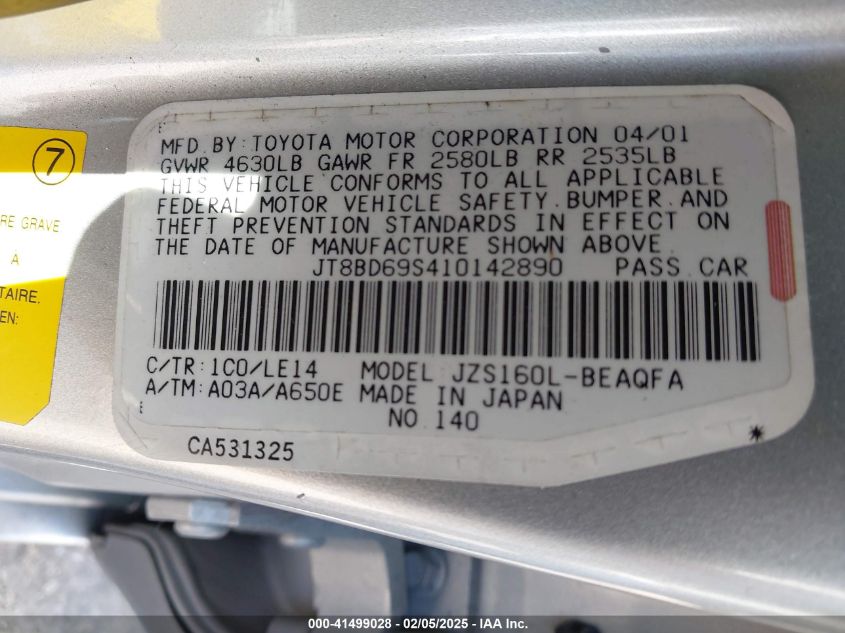 MFD. BY: TOYOTA MOTOR CORPORATION 04/01
GVWR 4630LB GAWR FR 2580LB RR 2535LB
THIS VEHICLE CONFORMS TO ALL APPLICABLE
FEDERAL MOTOR VEHICLE SAFETY, BUMPER, AND
THEFT PREVENTION STANDARDS IN EFFECT ON
THE DATE OF MANUFACTURE SHOWN ABOVE.
JT8BD69S410142890 PASS. CAR
C/TR: 1C0/LE14 MODEL: JZS160L-BEAQFA
A/TM: A03A/A650E MADE IN JAPAN
NO. 140
CA531325 *
7
RE GRAVE
À
TAIRE,
EN:
000-41499028 - 02/05/2025 - IAA Inc.